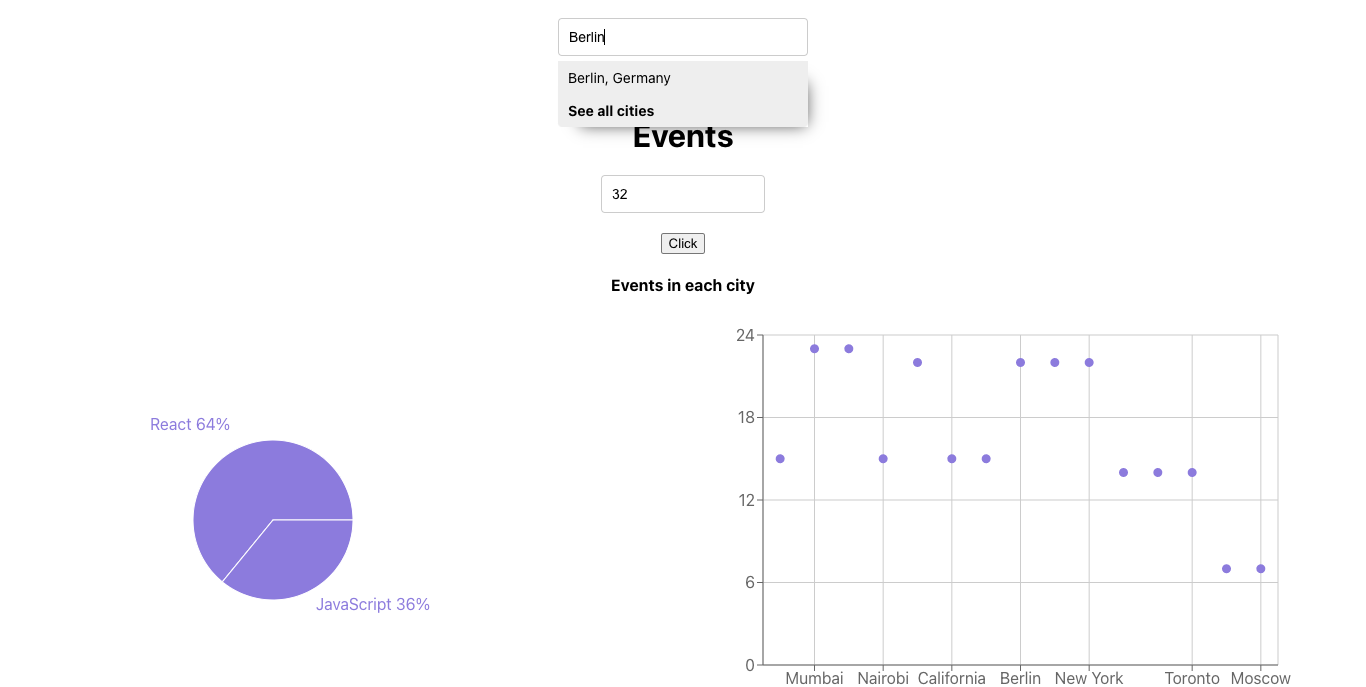 Berlin
Berlin, Germany
See all cities
Events
32
Click
Events in each city
React 64%
JavaScript 36%
24
18
12
6
0
Mumbai Nairobi California Berlin New York Toronto Moscow